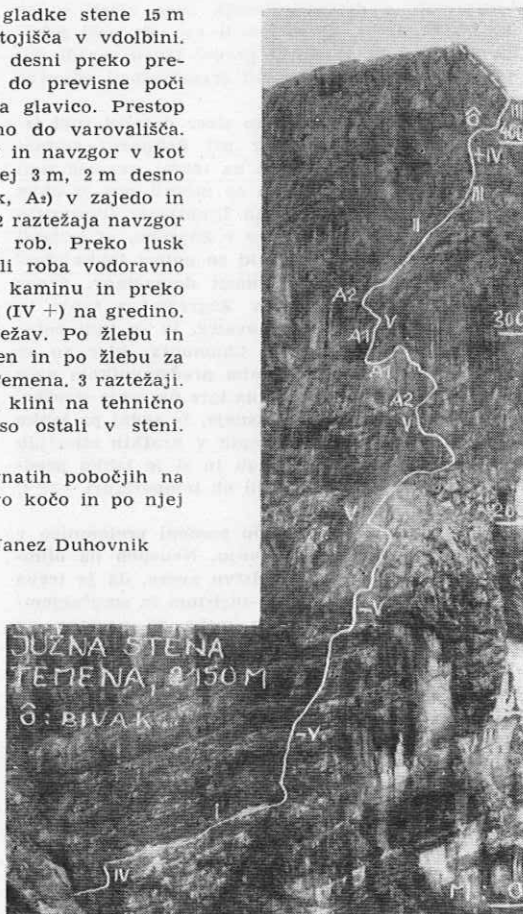 gladke stene 15 m
tojišča v vdolbini.
desni preko pre-
do previsne poči
a glavico. Prestop
no do varovališča.
in navzgor v kot
ej 3 m, 2 m desno
k, A2) v zajedo in
2 raztežaja navzgor
rob. Preko lusk
li roba vodoravno
kaminu in preko
(IV +) na gredino.
ežav. Po žlebu in
en in po žlebu za
emena. 3 raztežaji.
klini na tehnično
so ostali v steni.
rnatih pobočjih na
vo kočo in po njej
Janez Duhovnik
III
400
Ô
+IV
III
II
A2
V
300
A1
A1
A2
V
20
V
-V
JUŽNA STENA
TEMENA, 2150 M
Ô: BIVAK
-V
I
IV
M
0